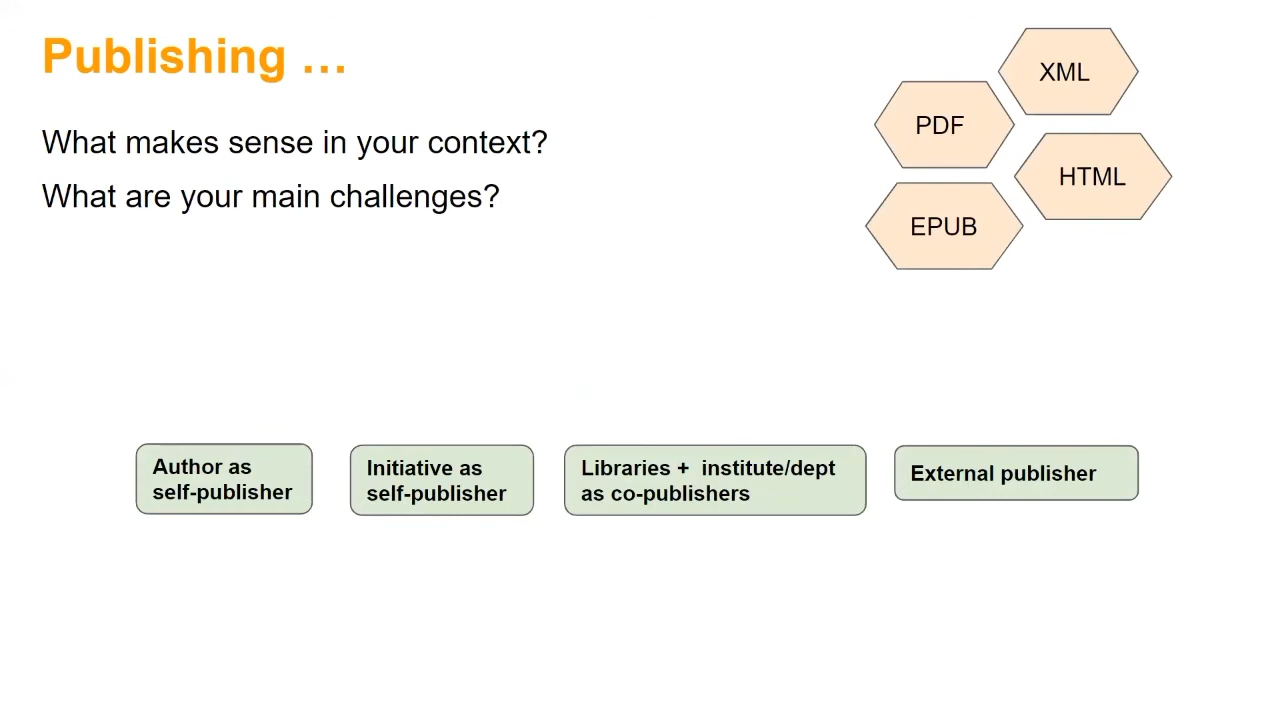 Publishing ...
What makes sense in your context?
What are your main challenges?
XML
PDF
HTML
EPUB
Author as
self-publisher
Initiative as
self-publisher
Libraries +  institute/dept
as co-publishers
External publisher